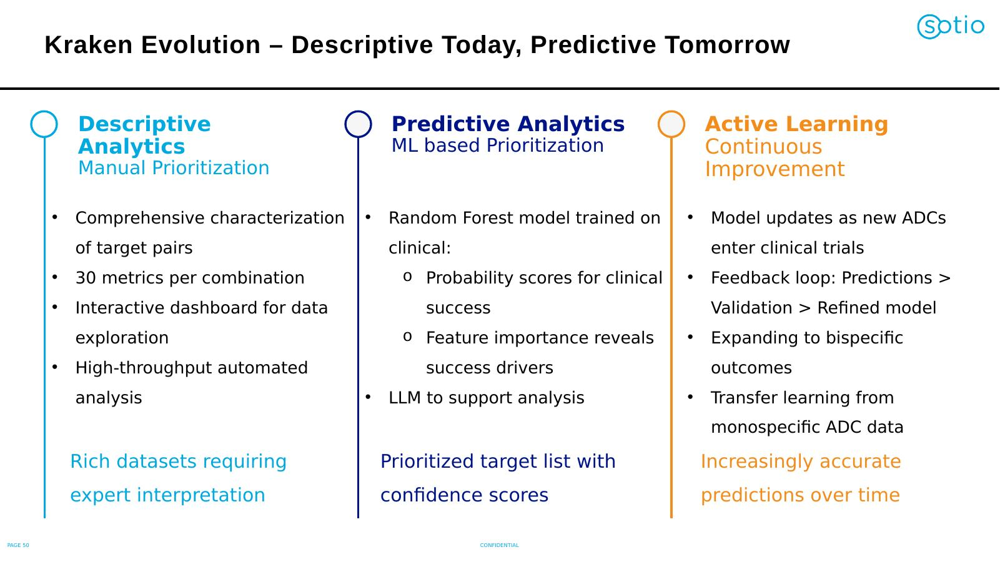 sotio
Kraken Evolution – Descriptive Today, Predictive Tomorrow
Descriptive
Analytics
Manual Prioritization
• Comprehensive characterization
of target pairs
• 30 metrics per combination
• Interactive dashboard for data
exploration
• High-throughput automated
analysis
Rich datasets requiring
expert interpretation
Predictive Analytics
ML based Prioritization
• Random Forest model trained on
clinical:
o Probability scores for clinical
success
o Feature importance reveals
success drivers
• LLM to support analysis
Prioritized target list with
confidence scores
Active Learning
Continuous
Improvement
• Model updates as new ADCs
enter clinical trials
• Feedback loop: Predictions >
Validation > Refined model
• Expanding to bispecific
outcomes
• Transfer learning from
monospecific ADC data
Increasingly accurate
predictions over time
PAGE 50
CONFIDENTIAL